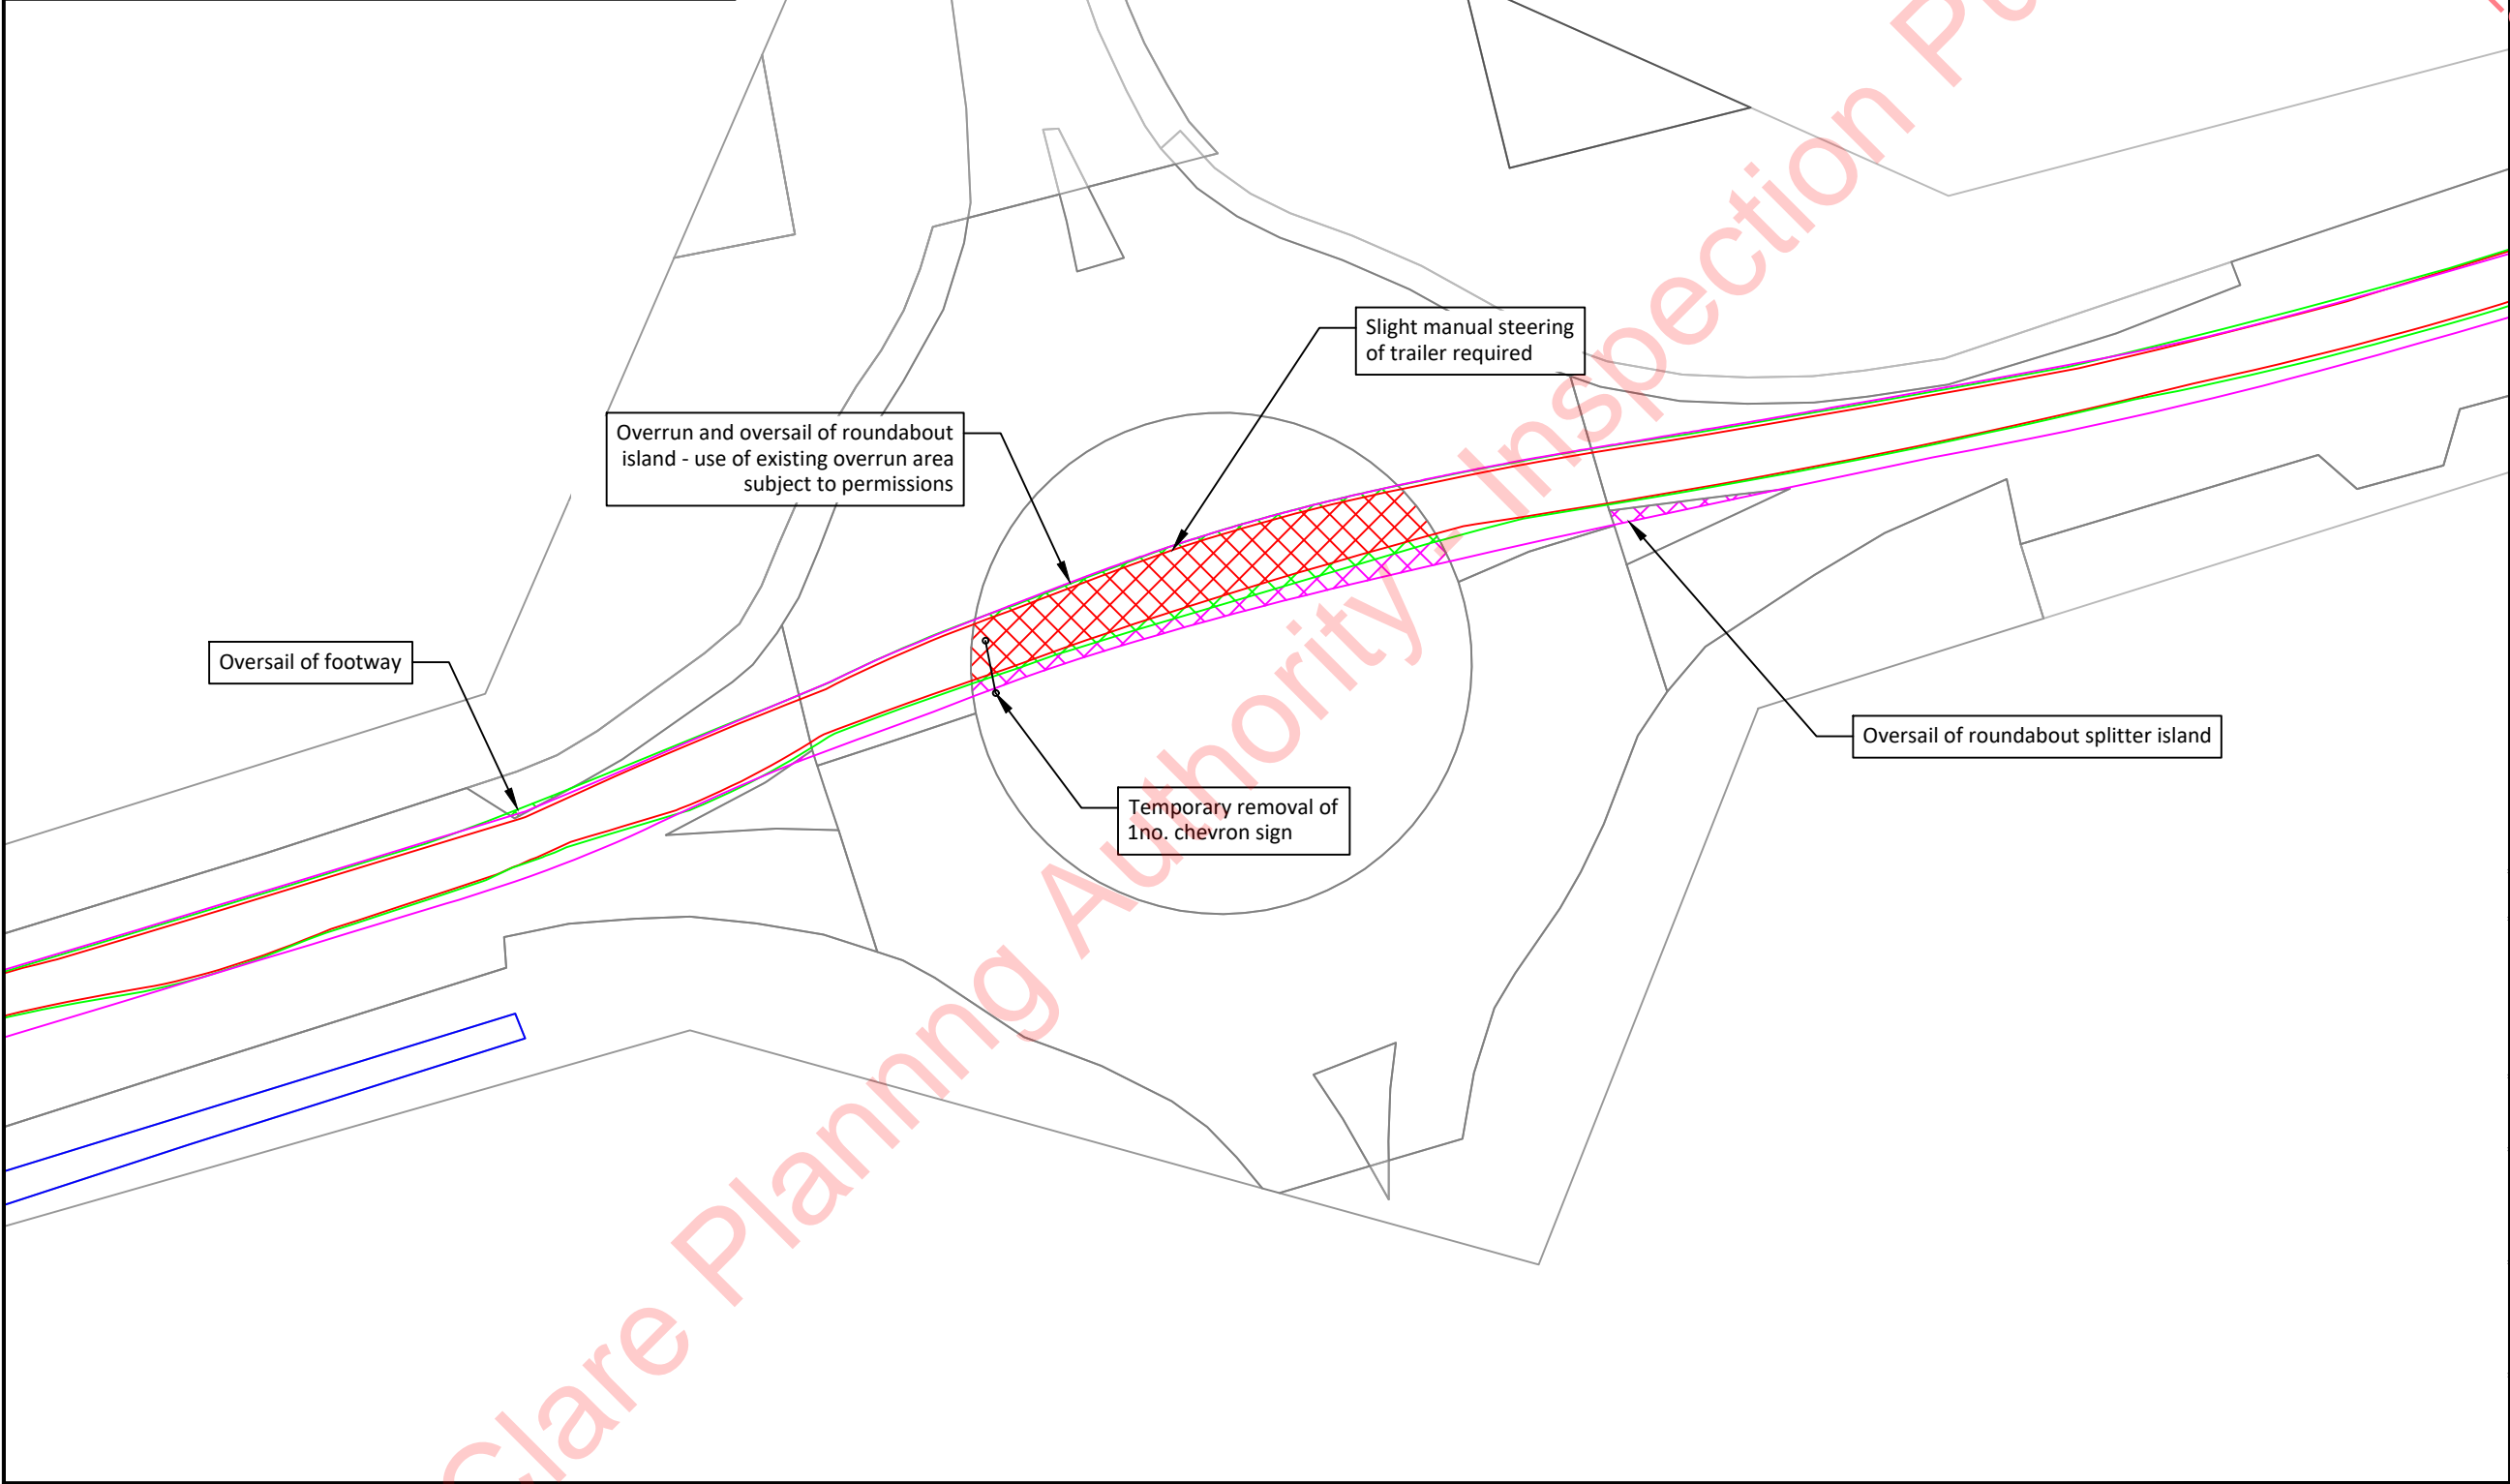 Slight manual steering
of trailer required
Overrun and oversail of roundabout
island - use of existing overrun area
subject to permissions
Oversail of footway
Oversail of roundabout splitter island
Temporary removal of
1no. chevron sign
Clare Planning Authority - Inspection